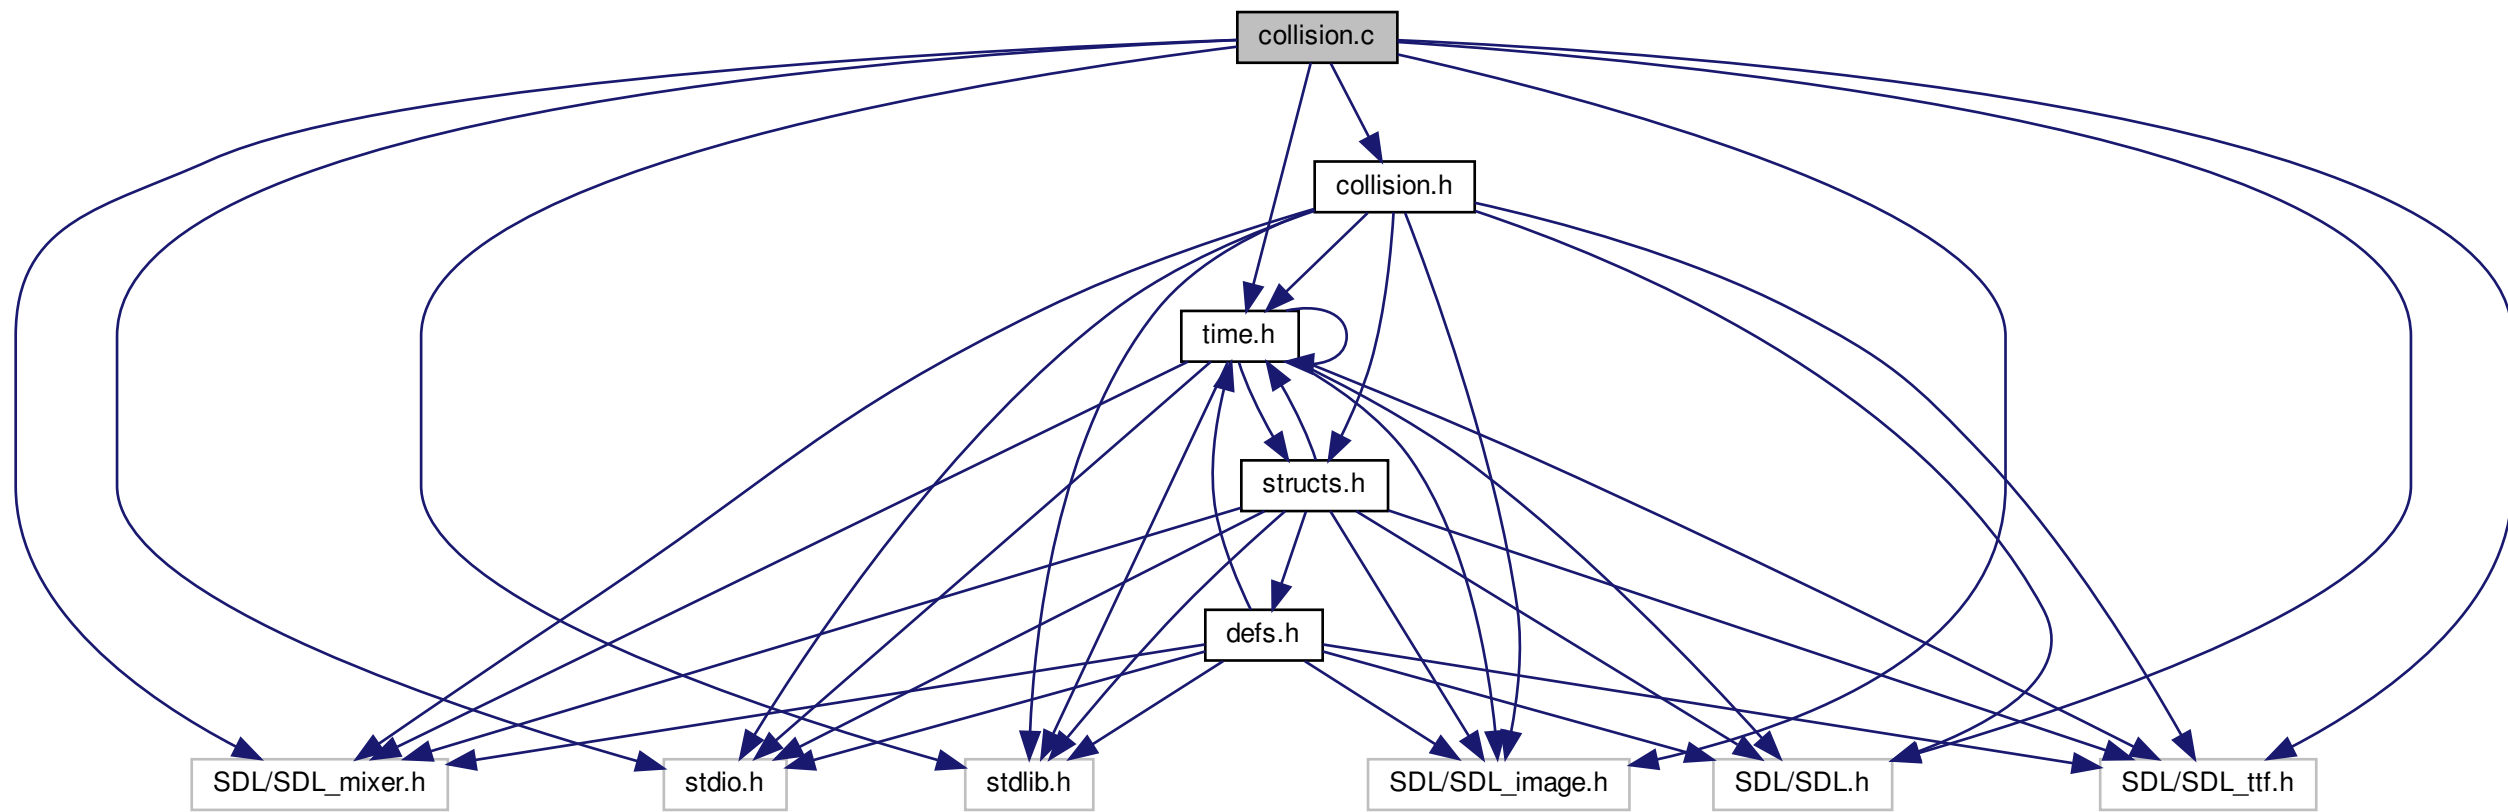 collision.c
collision.h
time.h
structs.h
defs.h
SDL/SDL_mixer.h
stdio.h
stdlib.h
SDL/SDL_image.h
SDL/SDL.h
SDL/SDL_ttf.h